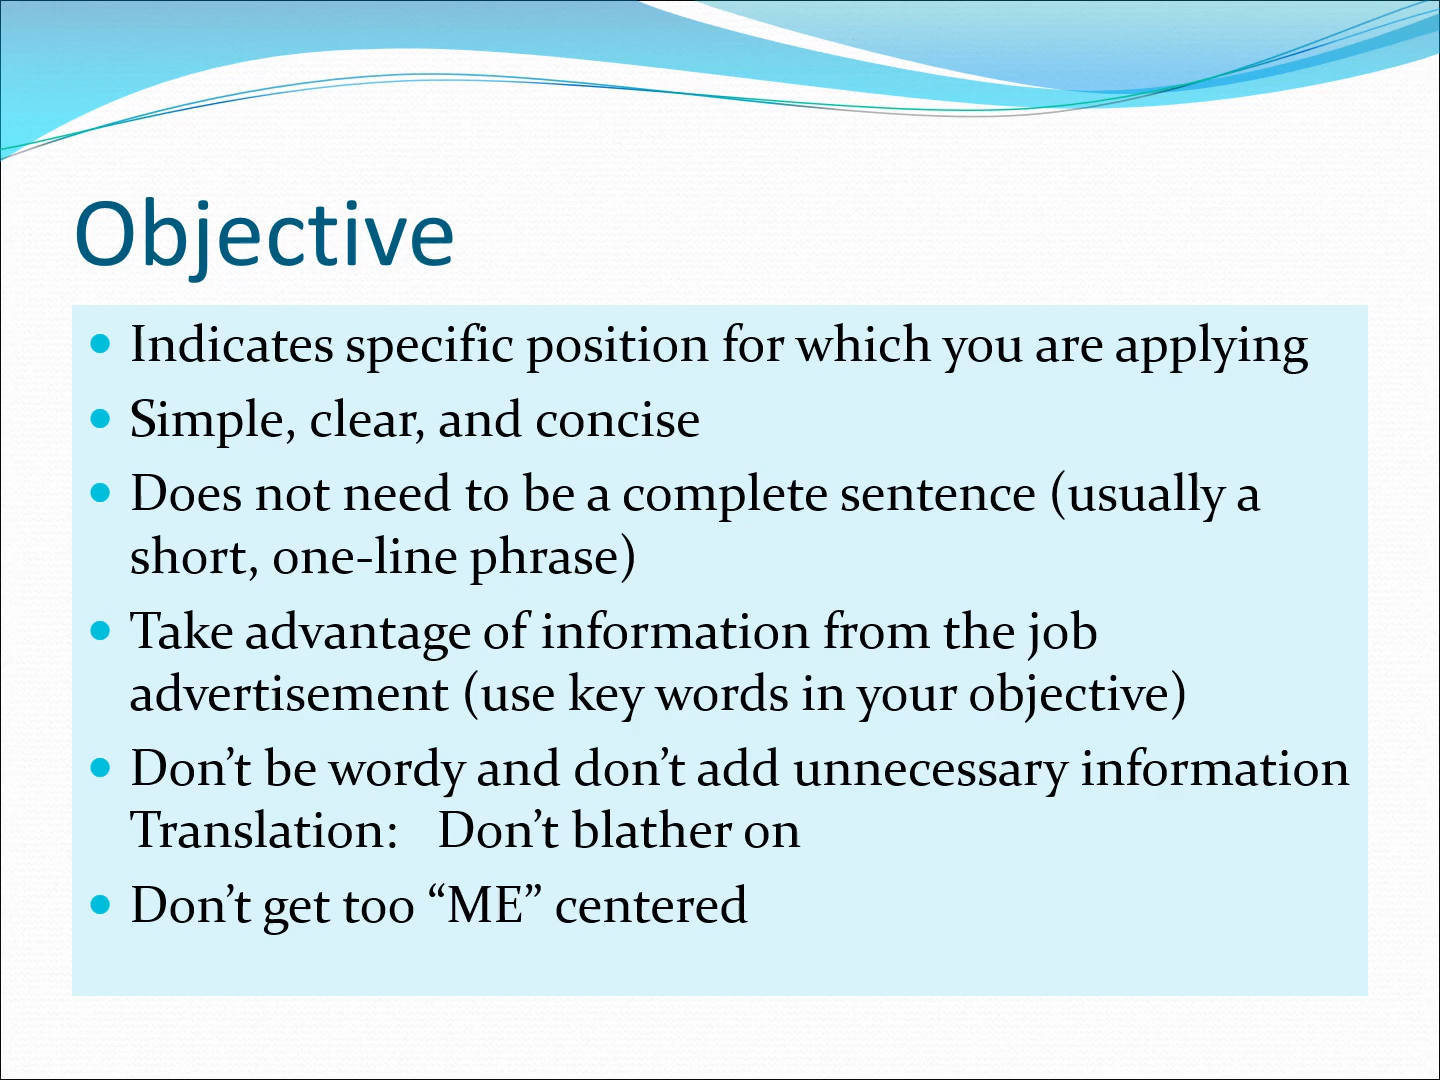 Objective
• Indicates specific position for which you are applying
• Simple, clear, and concise
• Does not need to be a complete sentence (usually a
short, one-line phrase)
• Take advantage of information from the job
advertisement (use key words in your objective)
• Don’t be wordy and don’t add unnecessary information
Translation:   Don’t blather on
• Don’t get too “ME” centered